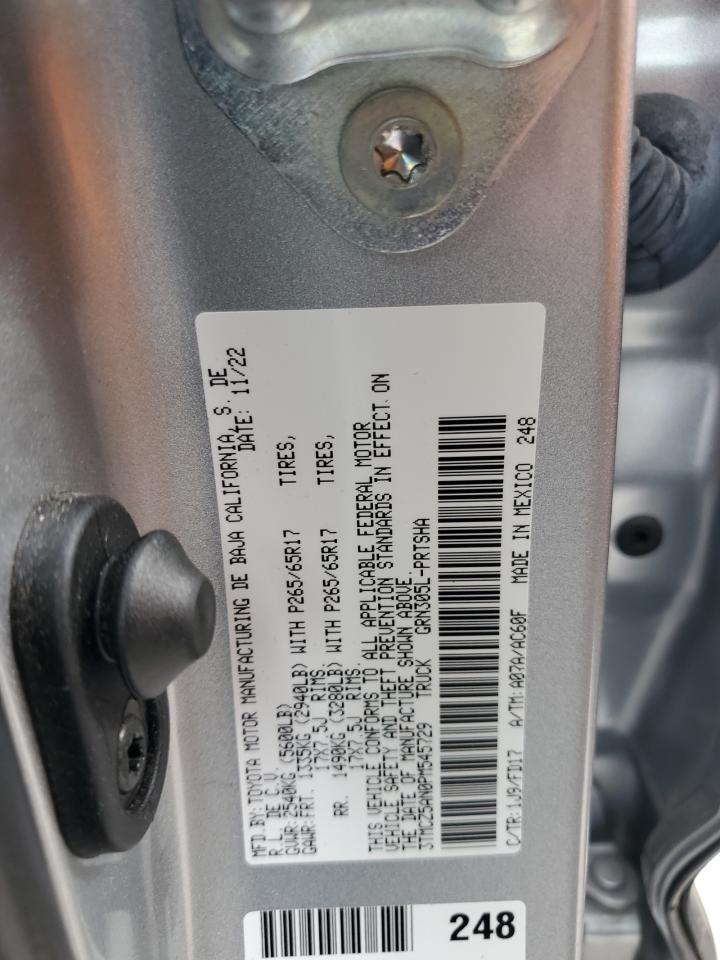 MFD.BY:TOYOTA MOTOR MANUFACTURING DE BAJA CALIFORNIA, S. DE
R.L. DE C.V. DATE: 11/22
GVWR:2540KG (5600LB)
GAWR:FRT. 1335KG (2940LB) WITH P265/65R17 TIRES,
17X7.5J RIMS
RR. 1490KG (3280LB) WITH P265/65R17 TIRES,
17X7.5J RIMS.
THIS VEHICLE CONFORMS TO ALL APPLICABLE FEDERAL MOTOR
VEHICLE SAFETY AND THEFT PREVENTION STANDARDS IN EFFECT ON
THE DATE OF MANUFACTURE SHOWN ABOVE.
3TMCZ5AN0PM545729 TRUCK GRN305L-PRTSHA
C/TR:1J9/FD17 A/TM:A07A/AC60F MADE IN MEXICO 248
248